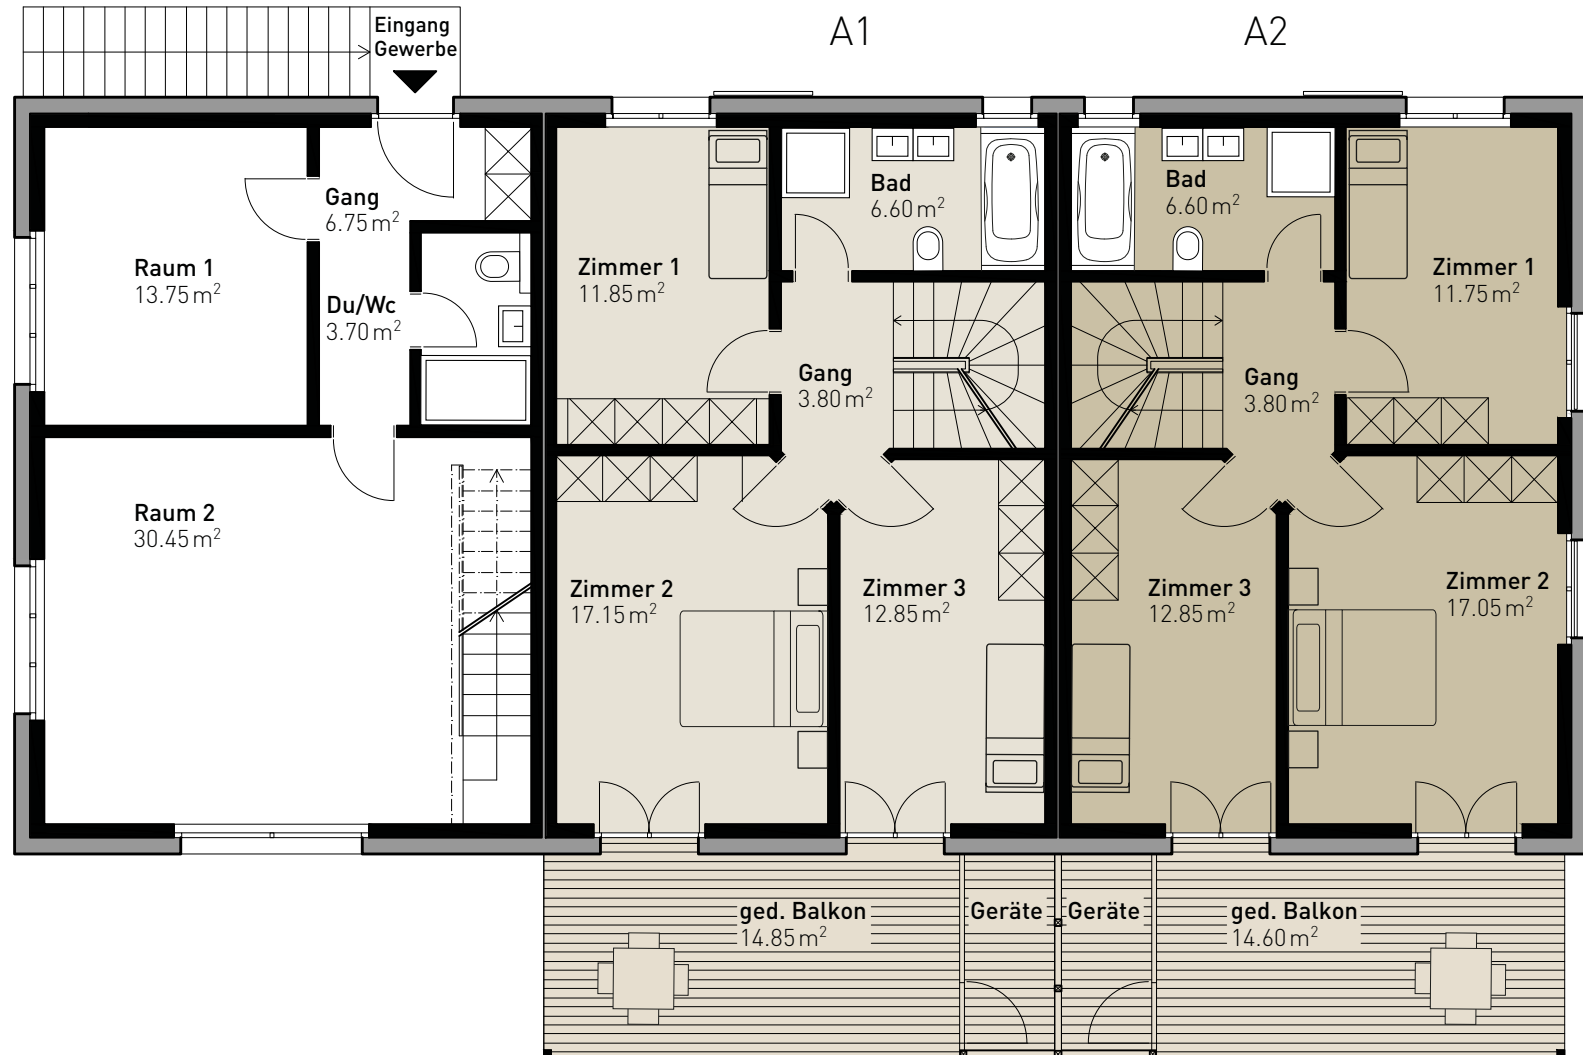 Eingang
Gewerbe
A1
A2
Gang
6.75 m²
Raum 1
13.75 m²
Du/Wc
3.70 m²
Raum 2
30.45 m²
Zimmer 1
11.85 m²
Bad
6.60 m²
Gang
3.80 m²
Zimmer 2
17.15 m²
Zimmer 3
12.85 m²
Bad
6.60 m²
Zimmer 1
11.75 m²
Gang
3.80 m²
Zimmer 3
12.85 m²
Zimmer 2
17.05 m²
ged. Balkon
14.85 m²
Geräte
Geräte
ged. Balkon
14.60 m²